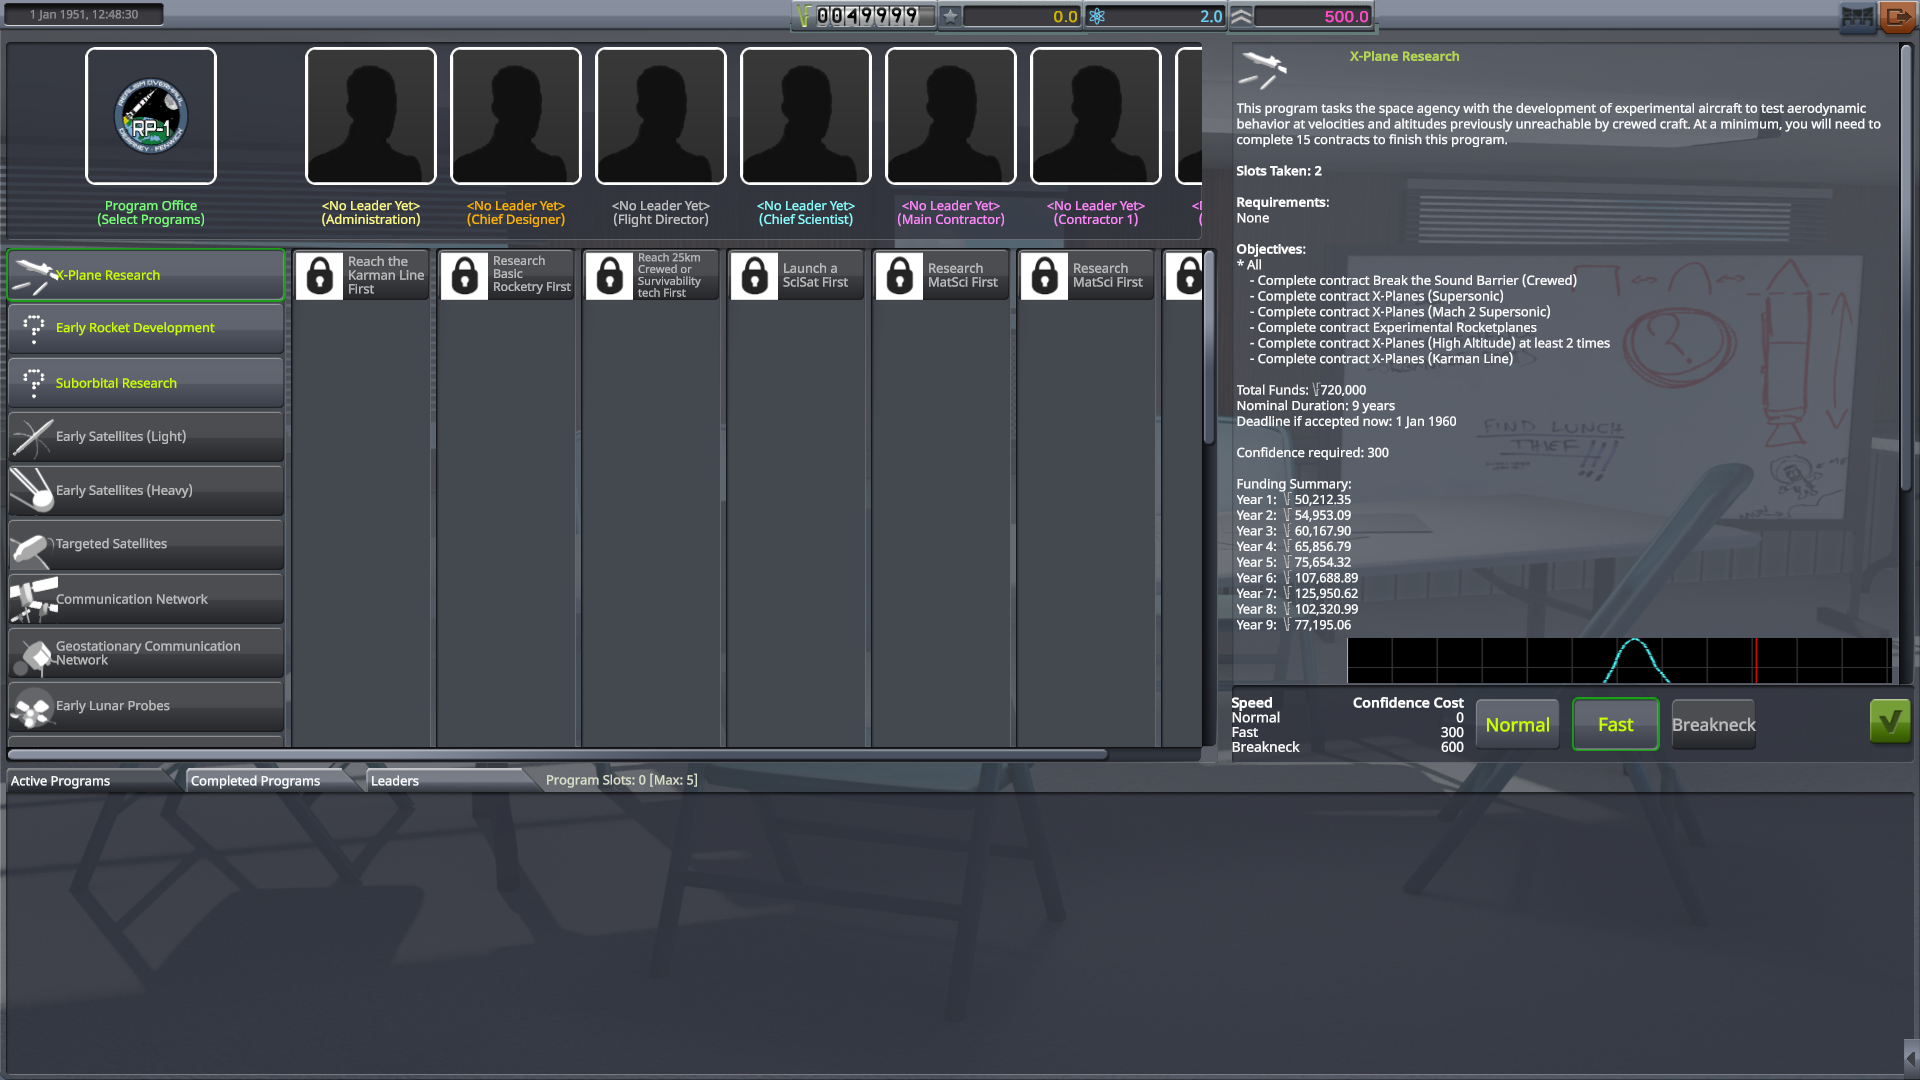 1 Jan 1951, 12:48:30
0049999
0.0
2.0
500.0
RP-1
Program Office
(Select Programs)
<No Leader Yet>
(Administration)
<No Leader Yet>
(Chief Designer)
<No Leader Yet>
(Flight Director)
<No Leader Yet>
(Chief Scientist)
<No Leader Yet>
(Main Contractor)
<No Leader Yet>
(Contractor 1)
X-Plane Research
Early Rocket Development
Suborbital Research
Early Satellites (Light)
Early Satellites (Heavy)
Targeted Satellites
Communication Network
Geostationary Communication
Network
Early Lunar Probes
Reach the
Karman Line
First
Research
Basic
Rocketry First
Reach 25km
Crewed or
Survivability
tech First
Launch a
SciSat First
Research
MatSci First
Research
MatSci First
X-Plane Research
This program tasks the space agency with the development of experimental aircraft to test aerodynamic
behavior at velocities and altitudes previously unreachable by crewed craft. At a minimum, you will need to
complete 15 contracts to finish this program.
Slots Taken: 2
Requirements:
None
Objectives:
* All
- Complete contract Break the Sound Barrier (Crewed)
- Complete contract X-Planes (Supersonic)
- Complete contract X-Planes (Mach 2 Supersonic)
- Complete contract Experimental Rocketplanes
- Complete contract X-Planes (High Altitude) at least 2 times
- Complete contract X-Planes (Karman Line)
Total Funds: 720,000
Nominal Duration: 9 years
Deadline if accepted now: 1 Jan 1960
Confidence required: 300
Funding Summary:
Year 1: 50,212.35
Year 2: 54,953.09
Year 3: 60,167.90
Year 4: 65,856.79
Year 5: 75,654.32
Year 6: 107,688.89
Year 7: 125,950.62
Year 8: 102,320.99
Year 9: 77,195.06
FIND LUNCH
THIEF!!!
Speed Confidence Cost
Normal 0
Fast 300
Breakneck 600
Normal
Fast
Breakneck
Active Programs
Completed Programs
Leaders
Program Slots: 0 [Max: 5]